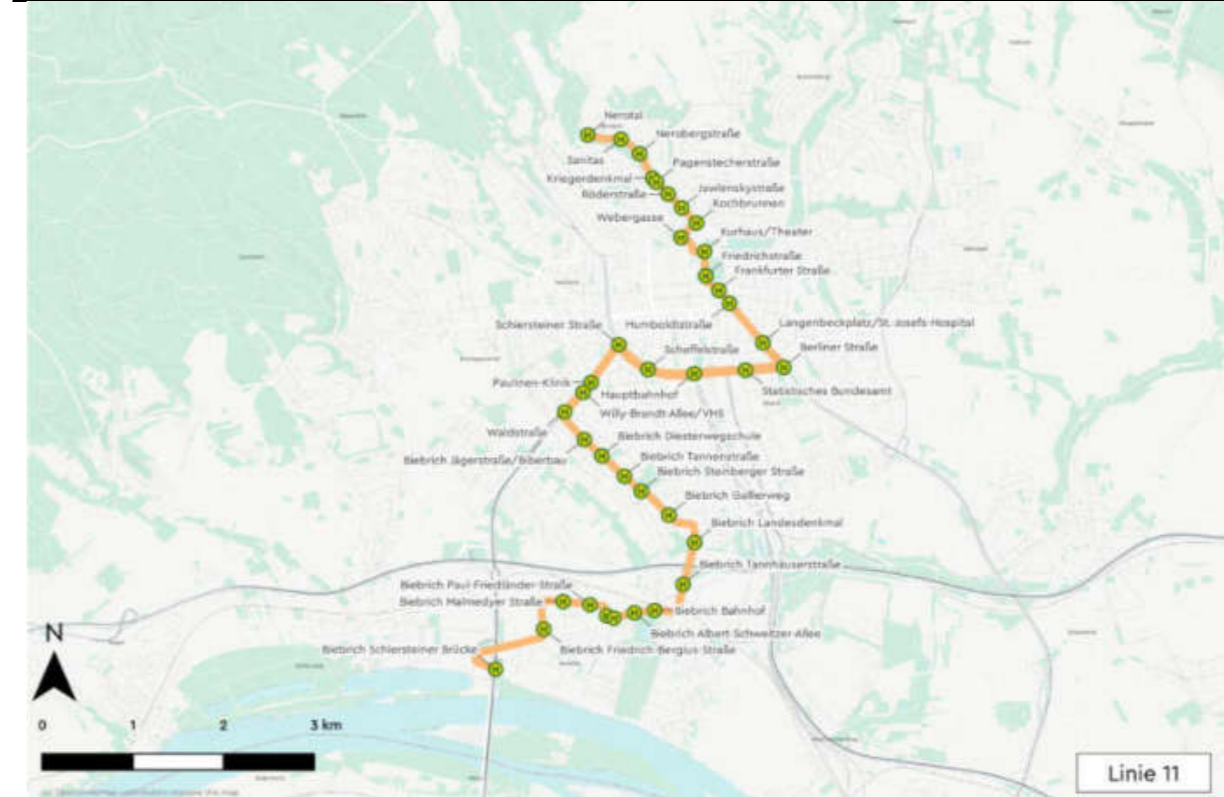 Nerotal
Nerobergstraße
Sanitas
Pagenstecherstraße
Kriegerdenkmal
Röderstraße
Jawlenskystraße
Kochbrunnen
Webergasse
Kurhaus/Theater
Friedrichstraße
Frankfurter Straße
Schiersteiner Straße
Humboldtstraße
Langenbeckplatz/St. Josefs Hospital
Scheffelstraße
Berliner Straße
Paulinen-Klinik
Hauptbahnhof
Statistisches Bundesamt
Willy-Brandt-Allee/VHS
Waldstraße
Biebrich Diesterwegschule
Biebrich Jägerstraße/Biberbau
Biebrich Tannenstraße
Biebrich Steinberger Straße
Biebrich Gallierweg
Biebrich Landesdenkmal
Biebrich Tannhäuserstraße
Biebrich Paul-Friedländer-Straße
Biebrich Malmedyer Straße
Biebrich Bahnhof
Biebrich Albert-Schweitzer-Allee
Biebrich Schiersteiner Brücke
Biebrich Friedrich-Bergius-Straße
N
0 1 2 3 km
Linie 11